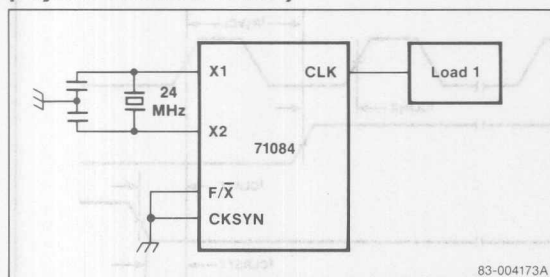 X1
CLK
Load 1
24
MHz
X2
71084
F/X̅
CKSYN
83-004173A